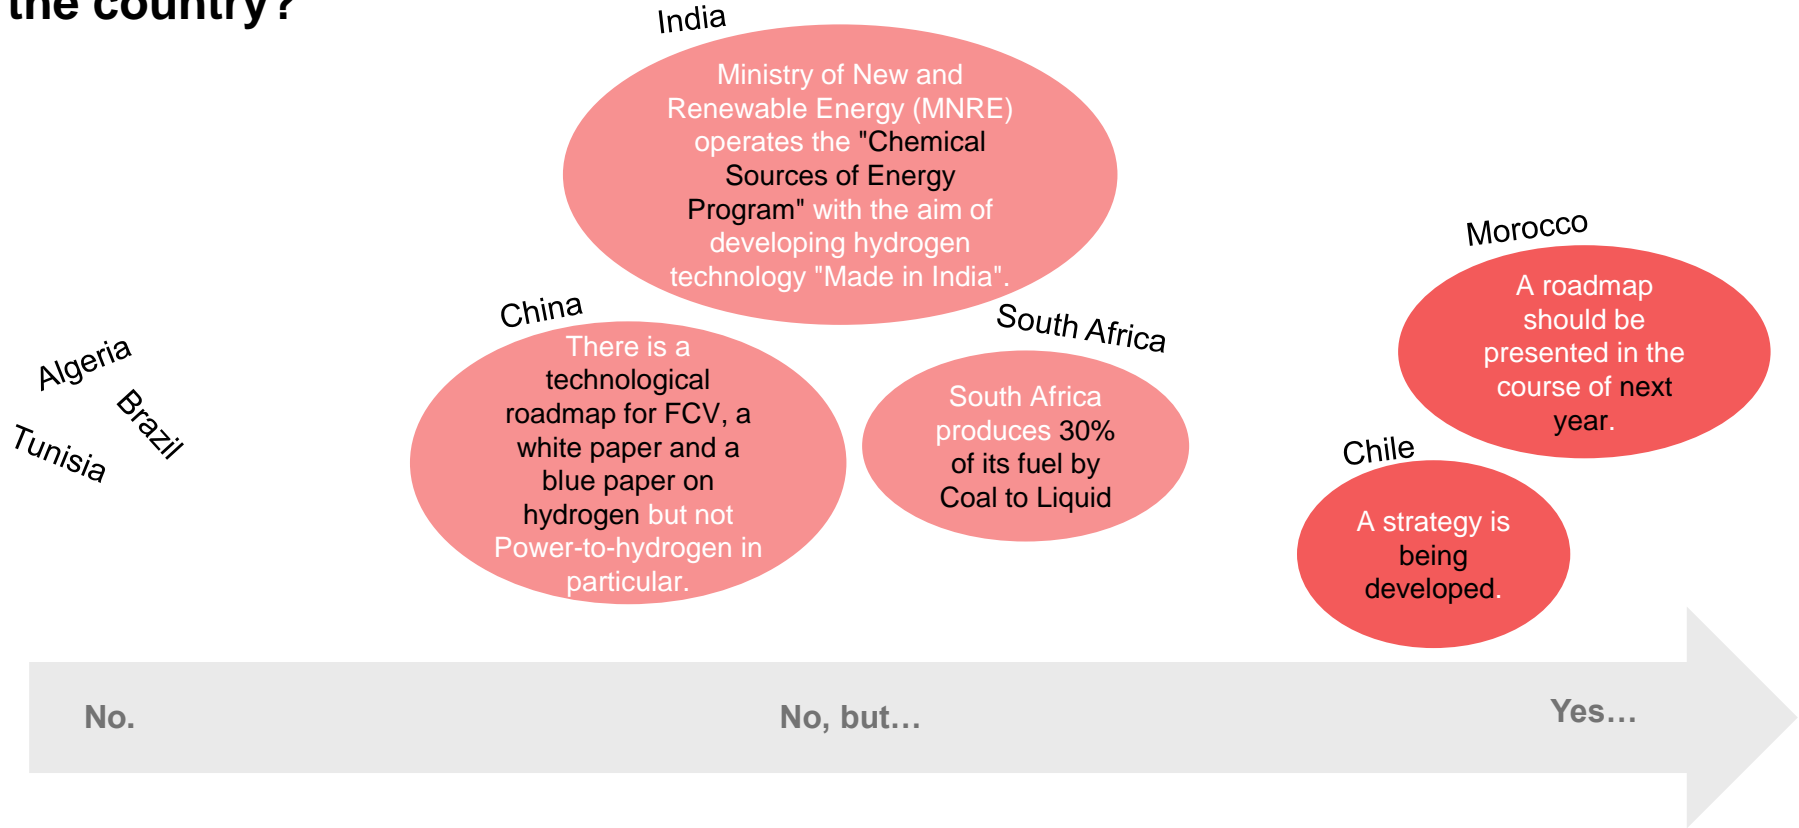 the country?
India
Ministry of New and
Renewable Energy (MNRE)
operates the "Chemical
Sources of Energy
Program" with the aim of
developing hydrogen
technology "Made in India".
Morocco
A roadmap
should be
presented in the
course of next
year.
China
There is a
technological
roadmap for FCV, a
white paper and a
blue paper on
hydrogen but not
Power-to-hydrogen in
particular.
South Africa
South Africa
produces 30%
of its fuel by
Coal to Liquid
Algeria
Brazil
Tunisia
Chile
A strategy is
being
developed.
No.
No, but…
Yes…